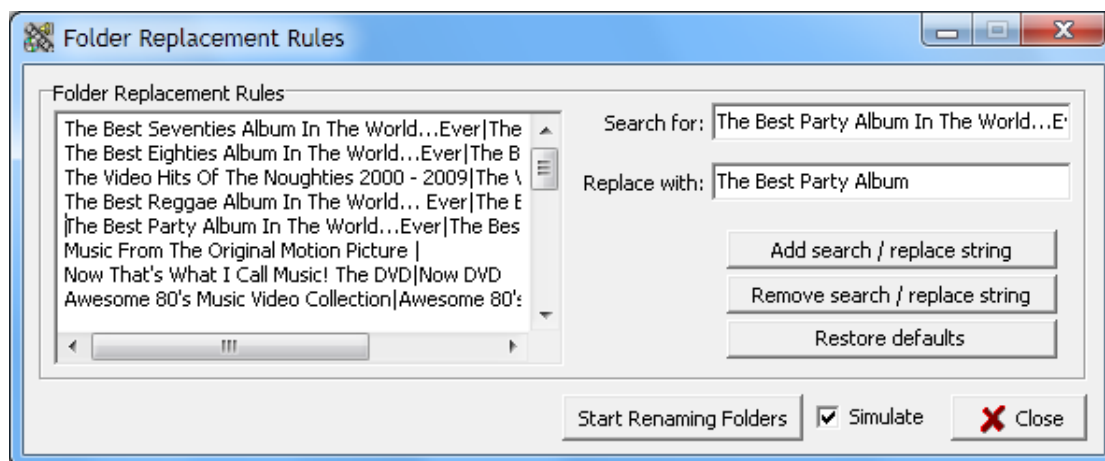 Folder Replacement Rules
Folder Replacement Rules
The Best Seventies Album In The World...Ever|The
The Best Eighties Album In The World...Ever|The B
The Video Hits Of The Noughties 2000 - 2009|The
The Best Reggae Album In The World... Ever|The
The Best Party Album In The World...Ever|The Bes
Music From The Original Motion Picture |
Now That's What I Call Music! The DVD|Now DVD
Awesome 80's Music Video Collection|Awesome 80's
Search for: The Best Party Album In The World...E
Replace with: The Best Party Album
Add search / replace string
Remove search / replace string
Restore defaults
Start Renaming Folders
Simulate
Close